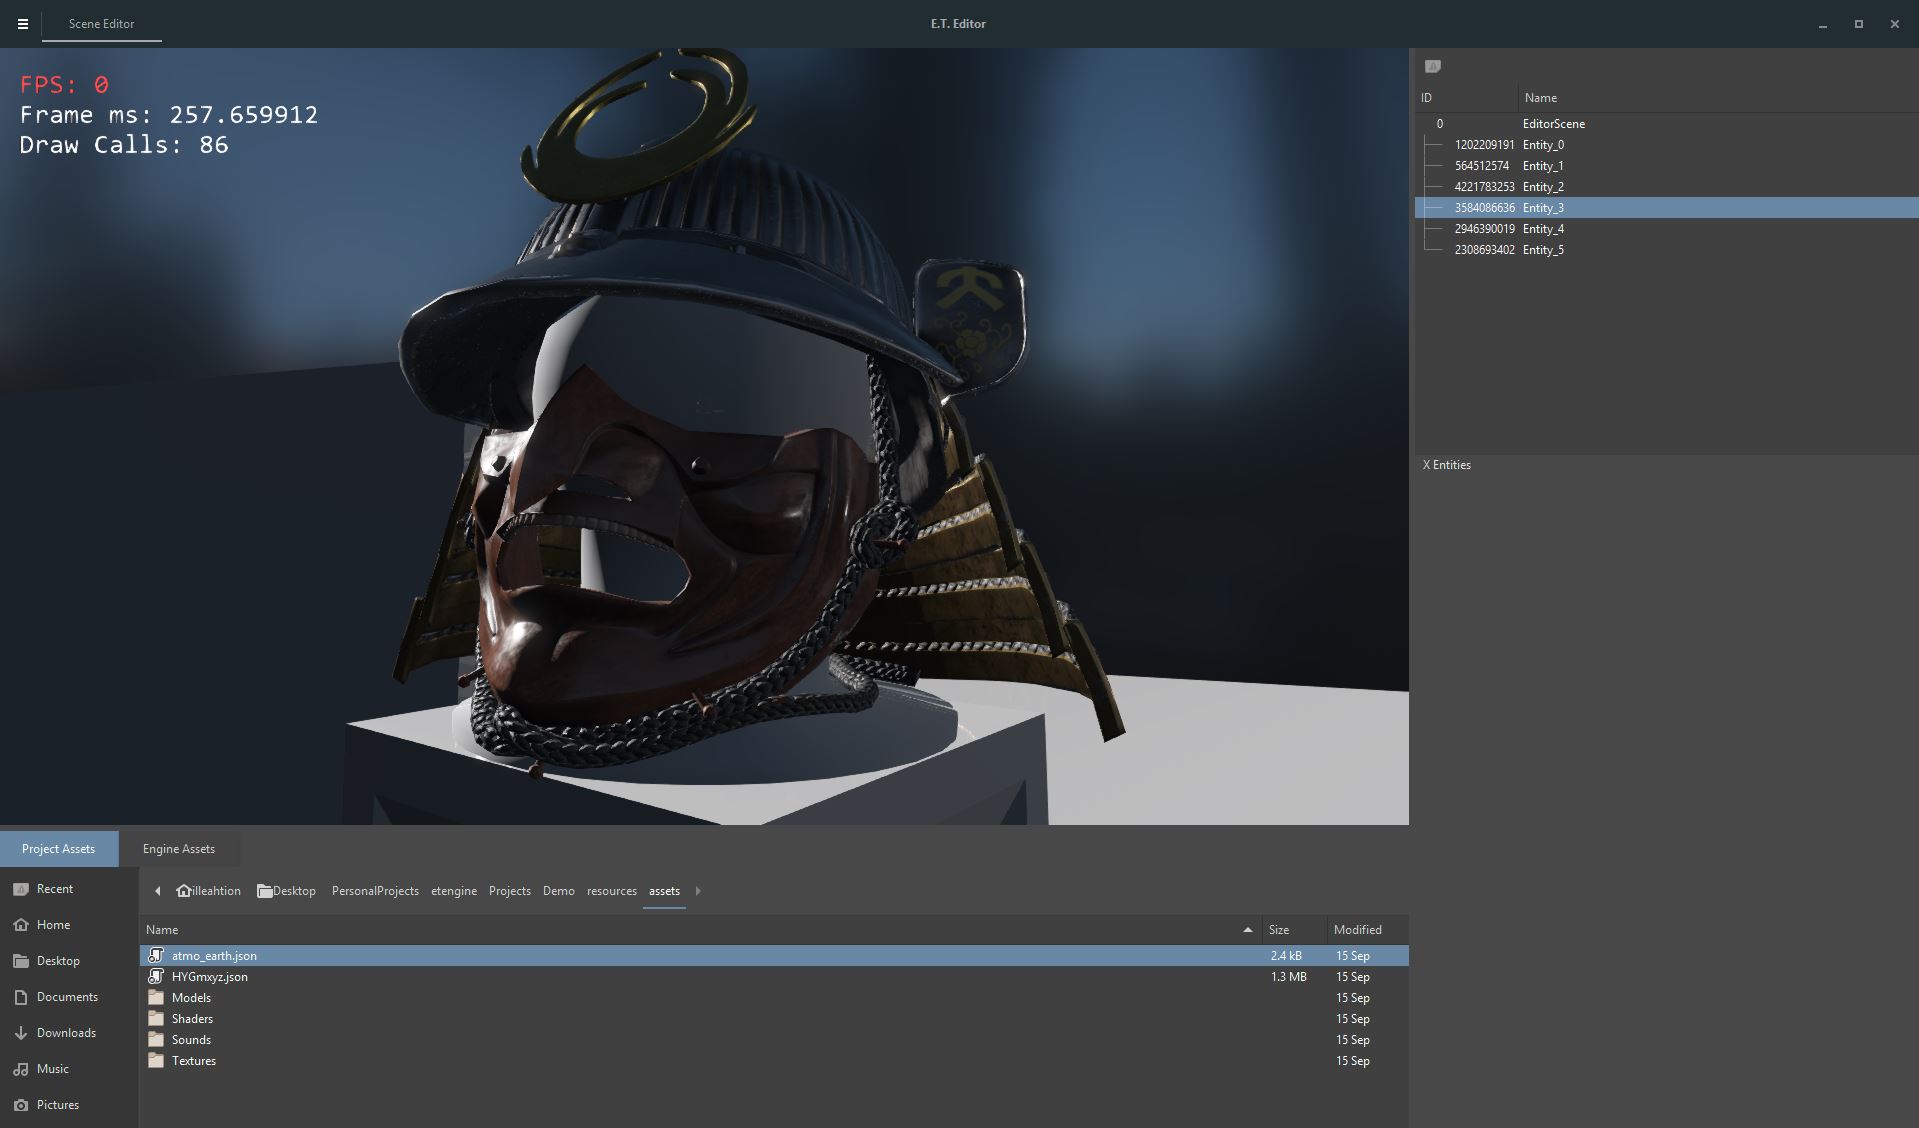 Scene Editor
E.T. Editor
FPS: 0
Frame ms: 257.659912
Draw Calls: 86
ID Name
0 EditorScene
1202209191 Entity_0
564512574 Entity_1
4221783253 Entity_2
3584086636 Entity_3
2946390019 Entity_4
2308693402 Entity_5
X Entities
Project Assets Engine Assets
Recent
Home
Desktop
Documents
Downloads
Music
Pictures
illeahtion Desktop PersonalProjects etengine Projects Demo resources assets
Name Size Modified
atmo_earth.json 2.4 kB 15 Sep
HYGmxyz.json 1.3 MB 15 Sep
Models 15 Sep
Shaders 15 Sep
Sounds 15 Sep
Textures 15 Sep